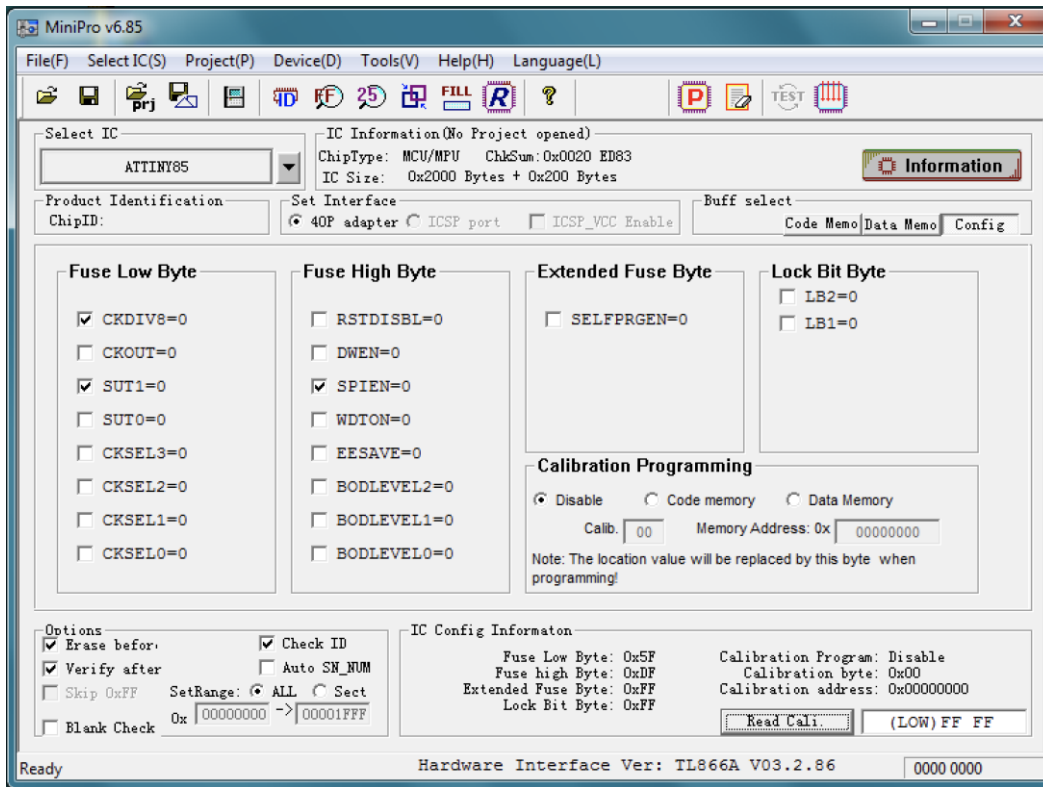 MiniPro v6.85
File(F) Select IC(S) Project(P) Device(D) Tools(V) Help(H) Language(L)
prj ID F 25 FILL R ? P TEST
Select IC
ATTINY85
IC Information(No Project opened)
ChipType: MCU/MPU ChkSum:0x0020 ED83
IC Size: 0x2000 Bytes + 0x200 Bytes
Information
Product Identification
ChipID:
Set Interface
40P adapter ICSP port ICSP_VCC Enable
Buff select
Code Memo Data Memo Config
Fuse Low Byte
CKDIV8=0
CKOUT=0
SUT1=0
SUT0=0
CKSEL3=0
CKSEL2=0
CKSEL1=0
CKSEL0=0
Fuse High Byte
RSTDISBL=0
DWEN=0
SPIEN=0
WDTON=0
EESAVE=0
BODLEVEL2=0
BODLEVEL1=0
BODLEVEL0=0
Extended Fuse Byte
SELFPRGEN=0
Lock Bit Byte
LB2=0
LB1=0
Calibration Programming
Disable Code memory Data Memory
Calib. 00 Memory Address: 0x 00000000
Note: The location value will be replaced by this byte when
programming!
Options
Erase befor Check ID
Verify after Auto SN_NUM
Skip 0xFF SetRange: ALL Sect
0x 00000000 -> 00001FFF
Blank Check
IC Config Informaton
Fuse Low Byte: 0x5F
Fuse high Byte: 0xDF
Extended Fuse Byte: 0xFF
Lock Bit Byte: 0xFF
Calibration Program: Disable
Calibration byte: 0x00
Calibration address: 0x00000000
Read Cali. (LOW)FF FF
Ready Hardware Interface Ver: TL866A V03.2.86 0000 0000